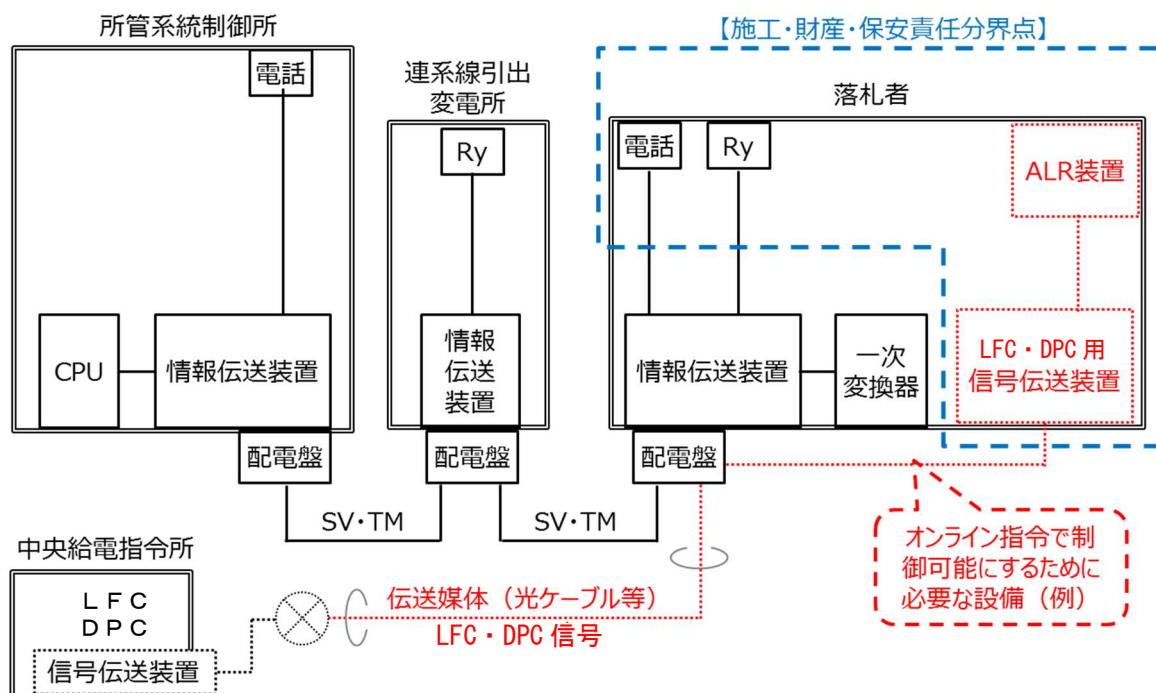 所管系統制御所
電話
CPU
情報伝送装置
配電盤
連系線引出
変電所
Ry
情報
伝送
装置
配電盤
【施工・財産・保安責任分界点】
落札者
電話
Ry
ALR装置
情報伝送装置
一次
変換器
LFC・DPC 用
信号伝送装置
配電盤
SV・TM
SV・TM
オンライン指令で制
御可能にするために
必要な設備（例）
中央給電指令所
ＬＦＣ
ＤＰＣ
信号伝送装置
伝送媒体（光ケーブル等）
LFC・DPC 信号